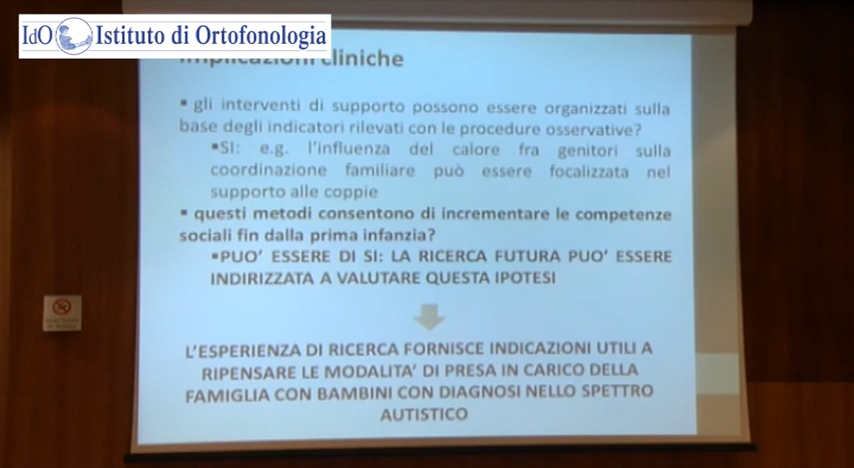 IdO Istituto di Ortofonologia
Implicazioni cliniche
▪ gli interventi di supporto possono essere organizzati sulla
base degli indicatori rilevati con le procedure osservative?
▪SI: e.g. l'influenza del calore fra genitori sulla
coordinazione familiare può essere focalizzata nel
supporto alle coppie
▪ questi metodi consentono di incrementare le competenze
sociali fin dalla prima infanzia?
▪PUO' ESSERE DI SI: LA RICERCA FUTURA PUO' ESSERE
INDIRIZZATA A VALUTARE QUESTA IPOTESI
L'ESPERIENZA DI RICERCA FORNISCE INDICAZIONI UTILI A
RIPENSARE LE MODALITA' DI PRESA IN CARICO DELLA
FAMIGLIA CON BAMBINI CON DIAGNOSI NELLO SPETTRO
AUTISTICO